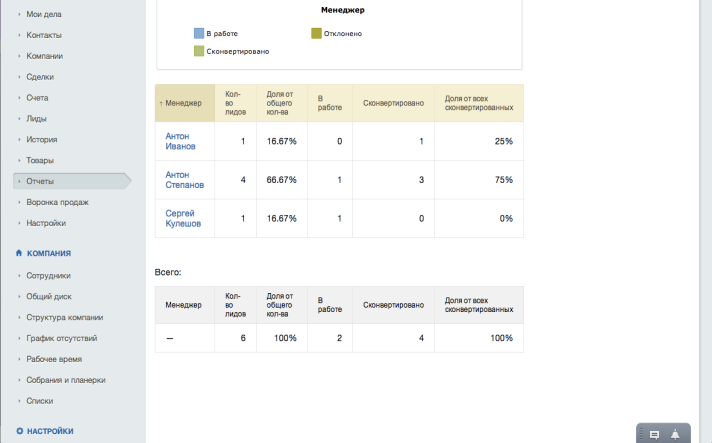 Мои дела
Контакты
Компании
Сделки
Счета
Лиды
История
Товары
Отчеты
Воронка продаж
Настройки
КОМПАНИЯ
Сотрудники
Общий диск
Структура компании
График отсутствий
Рабочее время
Собрания и планерки
Списки
НАСТРОЙКИ
Менеджер
В работе
Отклонено
Сконвертировано
↑ Менеджер
Кол-
во
лидов
Доля от
общего
кол-ва
В
работе
Сконвертировано
Доля от всех
сконвертированных
Антон
Иванов
1 16.67% 0 1 25%
Антон
Степанов
4 66.67% 1 3 75%
Сергей
Кулешов
1 16.67% 1 0 0%
Всего:
Менеджер
Кол-
во
лидов
Доля от
общего
кол-ва
В
работе
Сконвертировано
Доля от всех
сконвертированных
— 6 100% 2 4 100%